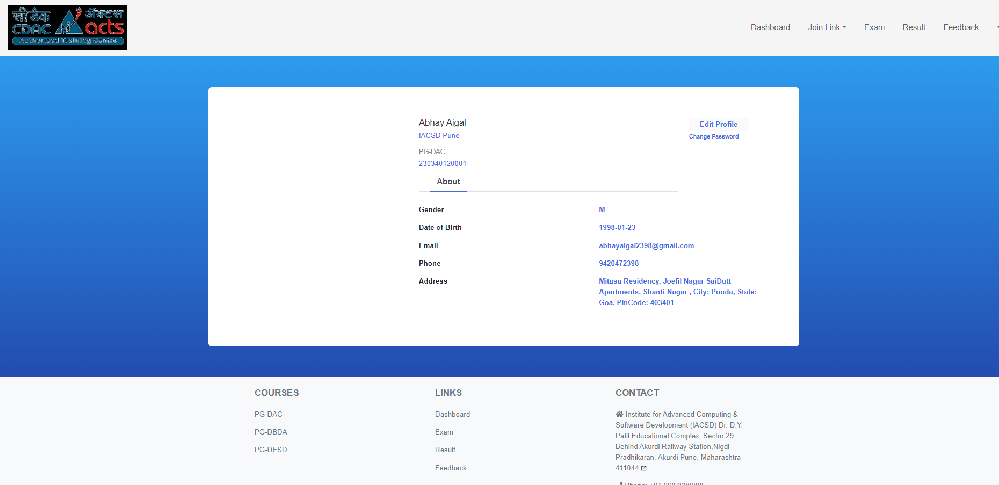 सी डैक ॲक्टस
CDAC acts
Authorized Training Centre
Dashboard Join Link Exam Result Feedback
Abhay Aigal
Edit Profile
IACSD Pune
Change Password
PG-DAC
230340120001
About
Gender M
Date of Birth 1998-01-23
Email abhayaigal2398@gmail.com
Phone 9420472398
Address Mitasu Residency, Joefil Nagar SaiDutt
Apartments, Shanti-Nagar , City: Ponda, State:
Goa, PinCode: 403401
COURSES
PG-DAC
PG-DBDA
PG-DESD
LINKS
Dashboard
Exam
Result
Feedback
CONTACT
Institute for Advanced Computing &
Software Development (IACSD) Dr. D.Y.
Patil Educational Complex, Sector 29,
Behind Akurdi Railway Station,Nigdi
Pradhikaran, Akurdi Pune, Maharashtra
411044
Phone: +91